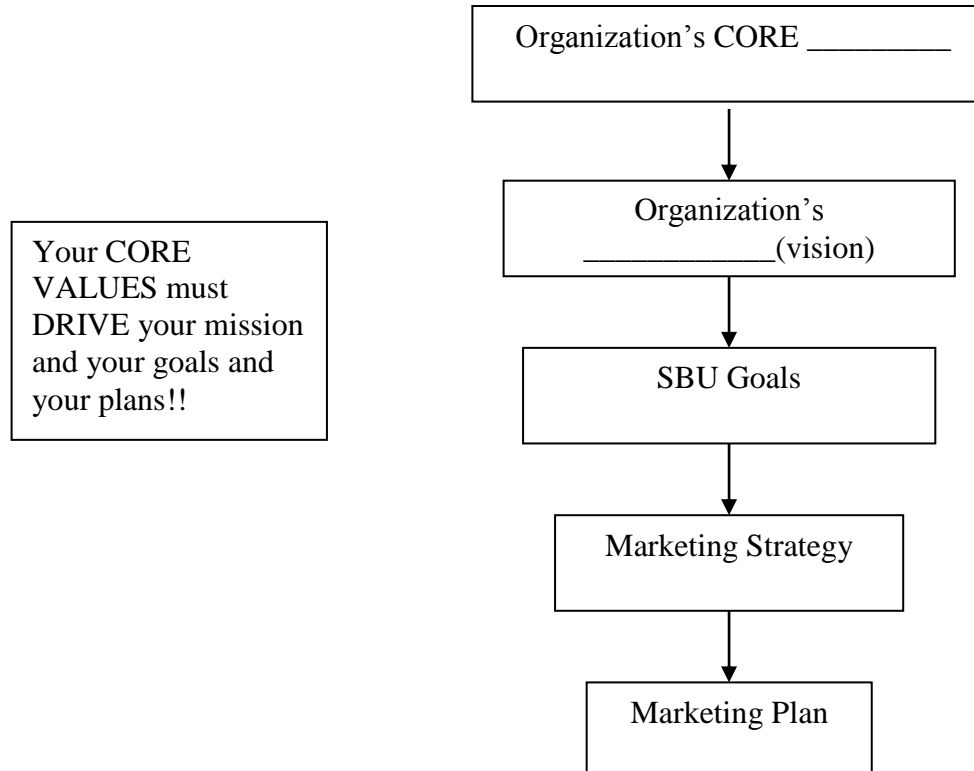 Organization’s CORE _________
Organization’s
____________(vision)
Your CORE
VALUES must
DRIVE your mission
and your goals and
your plans!!
SBU Goals
Marketing Strategy
Marketing Plan